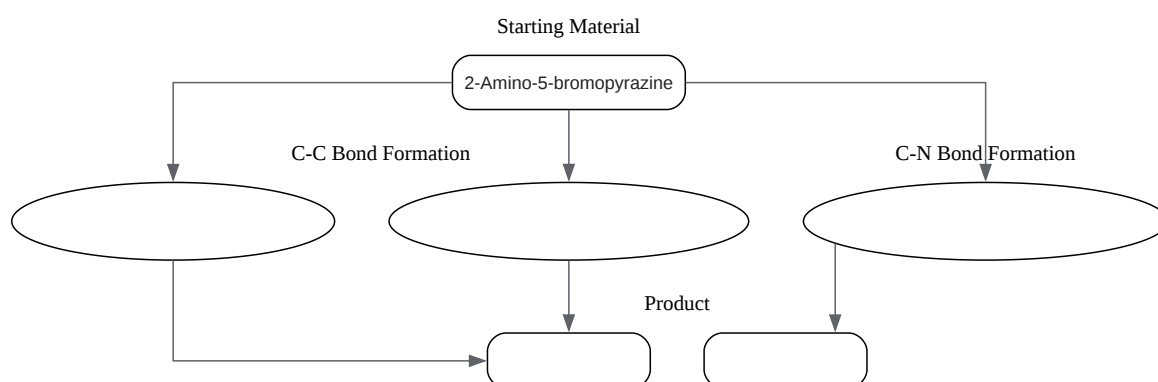 Starting Material
2-Amino-5-bromopyrazine
C-C Bond Formation
C-N Bond Formation
Product